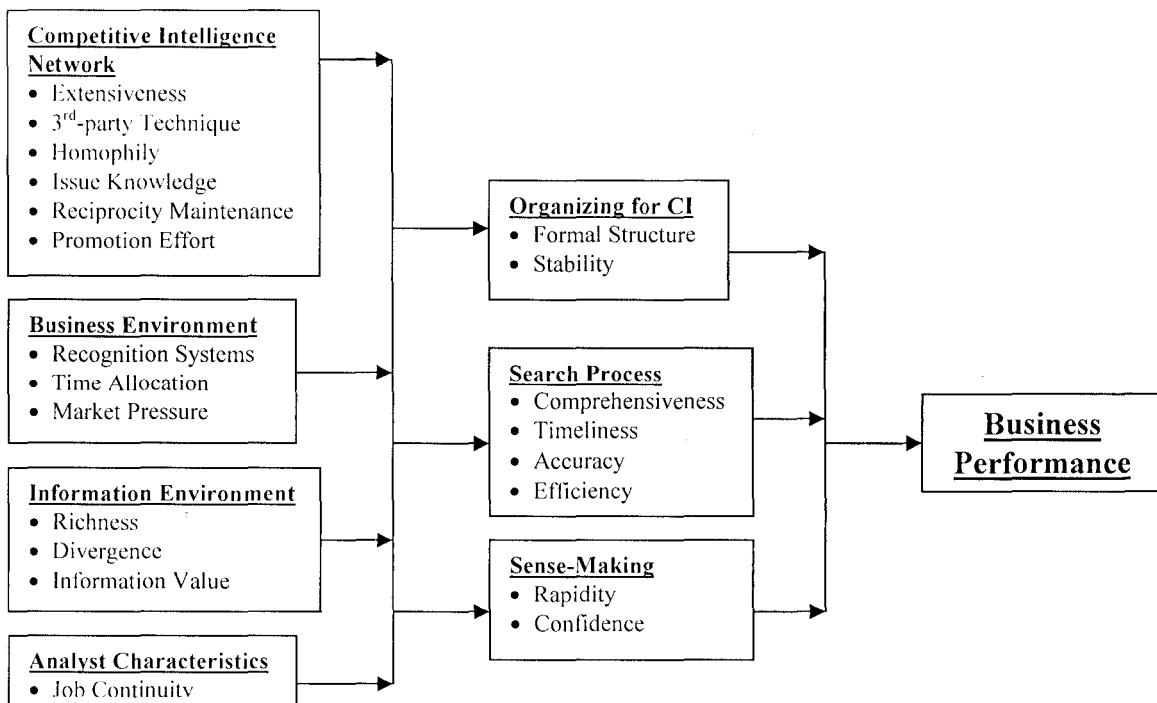 Competitive Intelligence
Network
• Extensiveness
• 3rd-party Technique
• Homophily
• Issue Knowledge
• Reciprocity Maintenance
• Promotion Effort
Business Environment
• Recognition Systems
• Time Allocation
• Market Pressure
Information Environment
• Richness
• Divergence
• Information Value
Analyst Characteristics
• Job Continuity
Organizing for CI
• Formal Structure
• Stability
Search Process
• Comprehensiveness
• Timeliness
• Accuracy
• Efficiency
Sense-Making
• Rapidity
• Confidence
Business
Performance